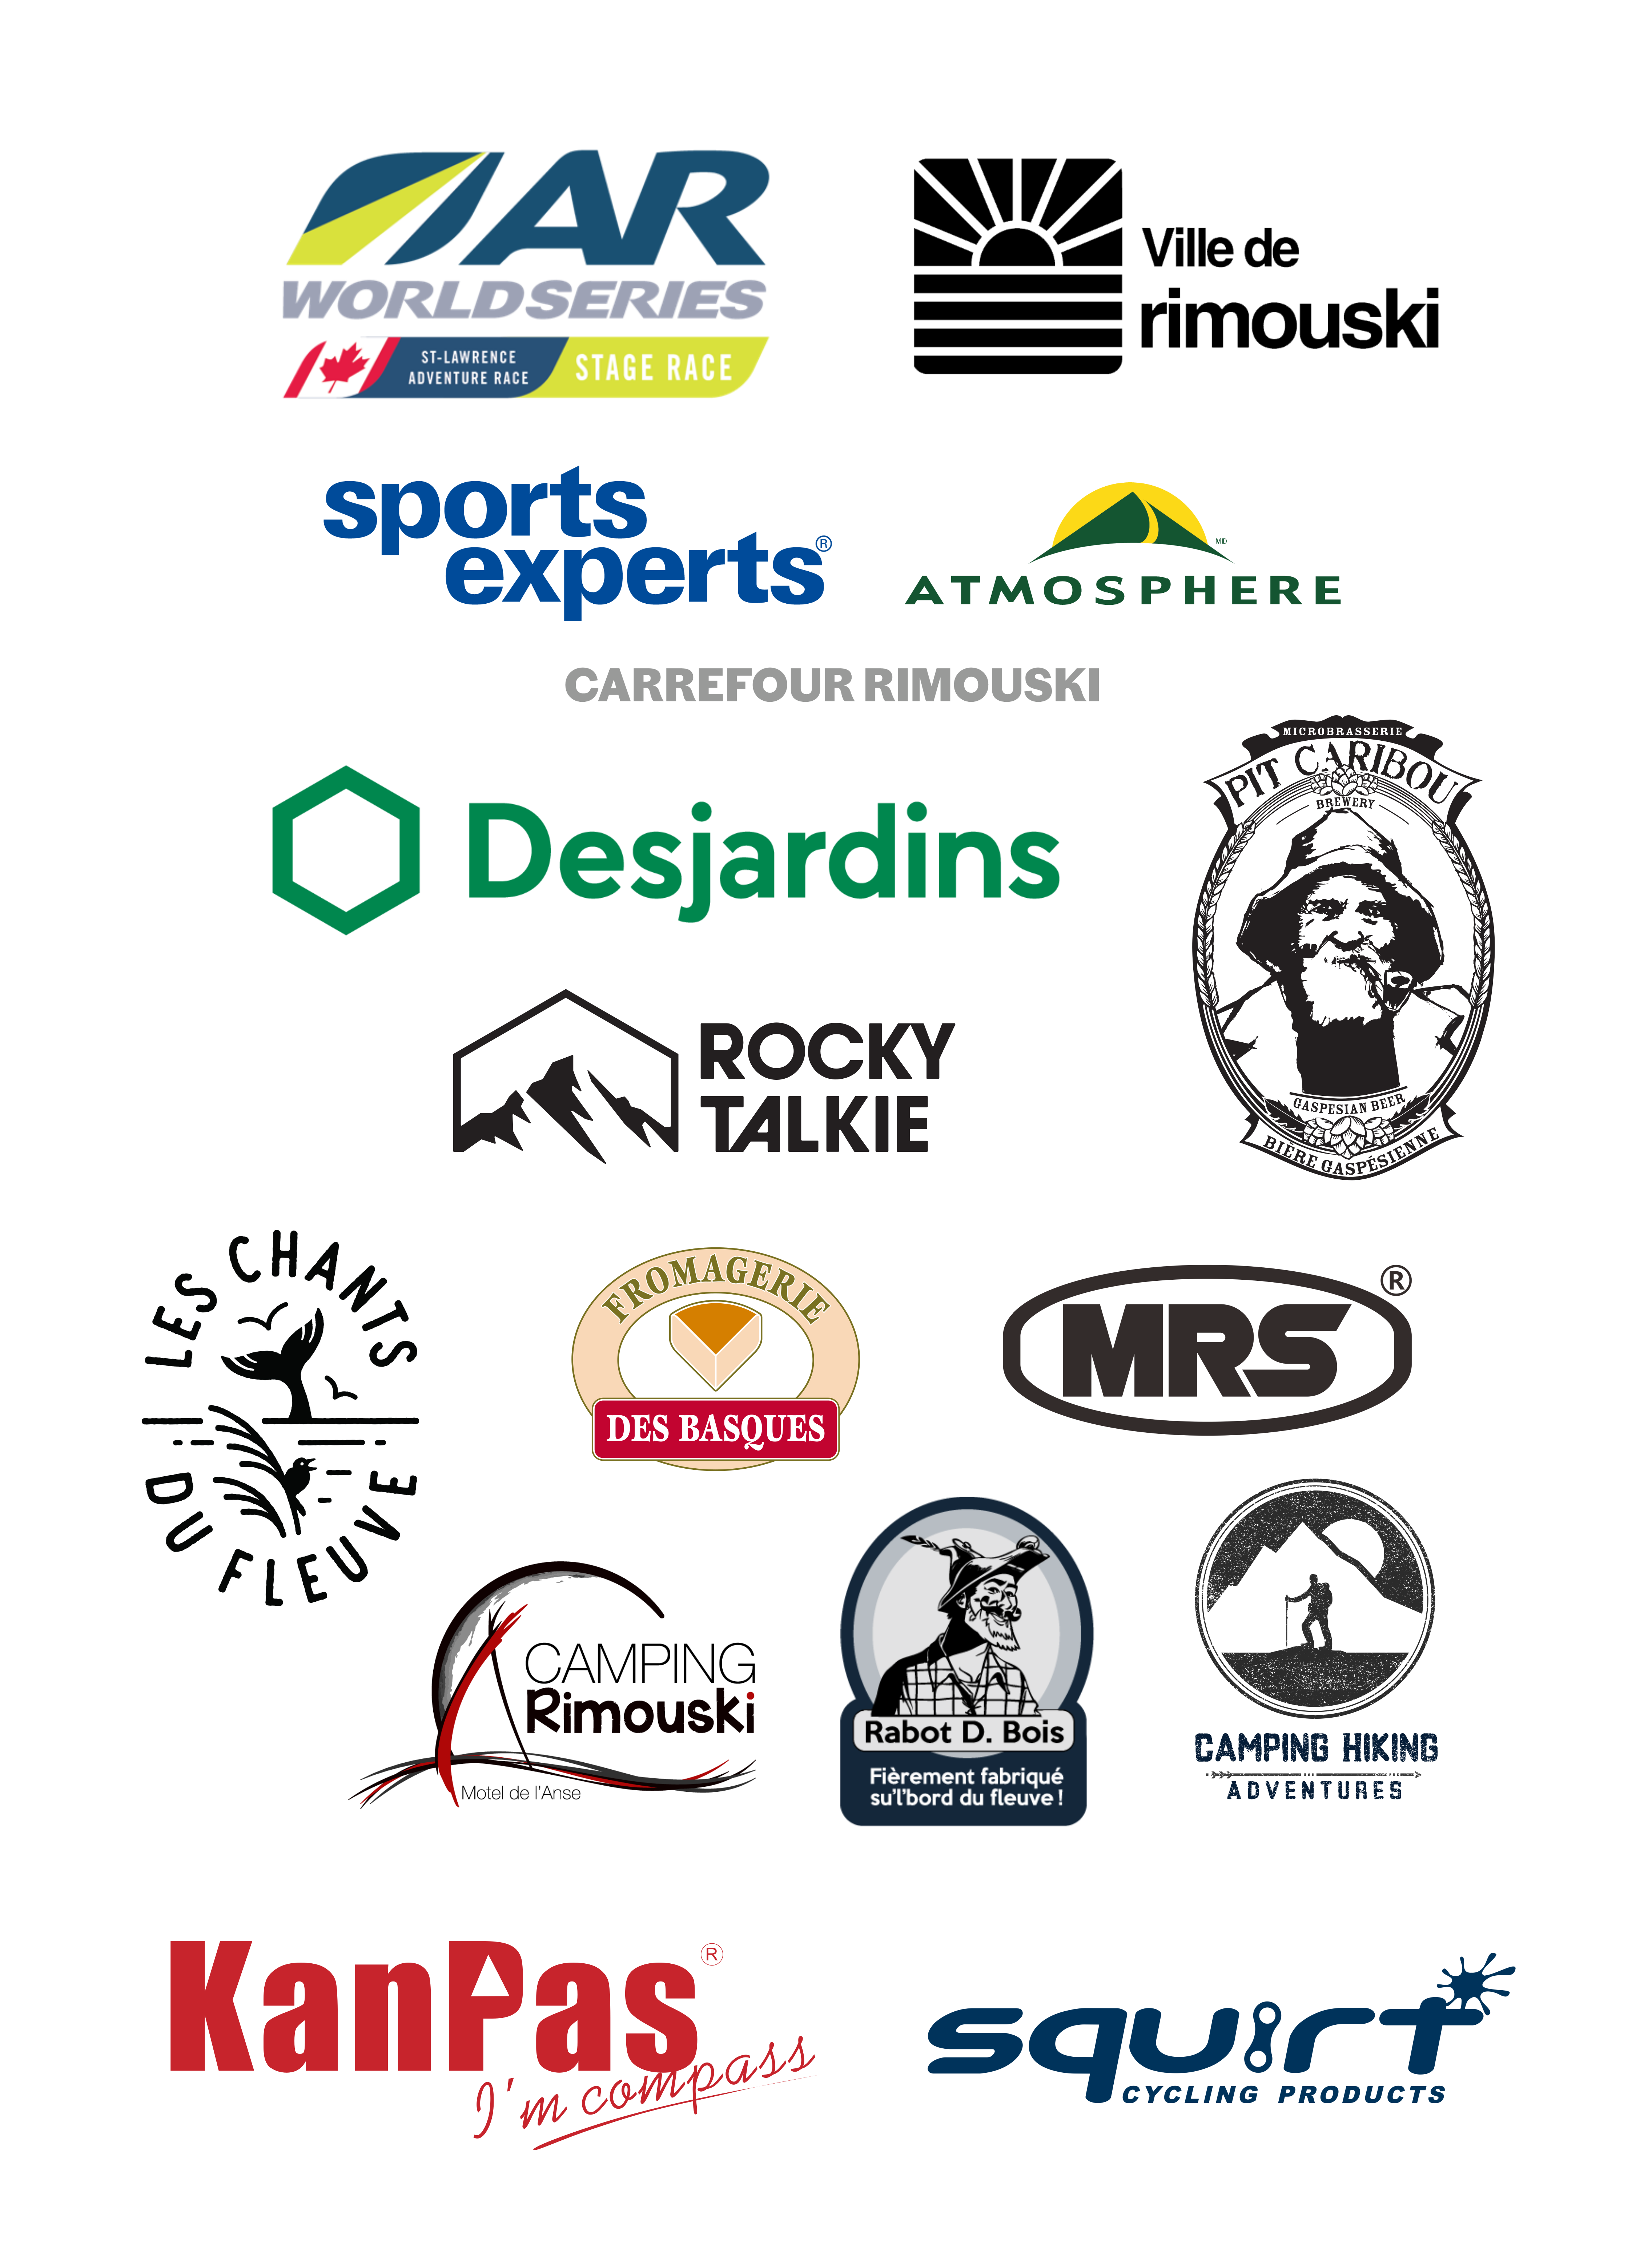 AR
WORLD SERIES
ST-LAWRENCE
ADVENTURE RACE
STAGE RACE
Ville de
rimouski
sports
experts®
MD
ATMOSPHERE
CARREFOUR RIMOUSKI
Desjardins
MICROBRASSERIE
PIT CARIBOU
BREWERY
GASPESIAN BEER
BIÈRE GASPÉSIENNE
ROCKY
TALKIE
LES CHANTS
DU FLEUVE
FROMAGERIE
DES BASQUES
MRS®
CAMPING
Rimouski
Motel de l'Anse
Rabot D. Bois
Fièrement fabriqué
su'l'bord du fleuve !
CAMPING HIKING
ADVENTURES
KanPas®
I'm compass
squirt
CYCLING PRODUCTS